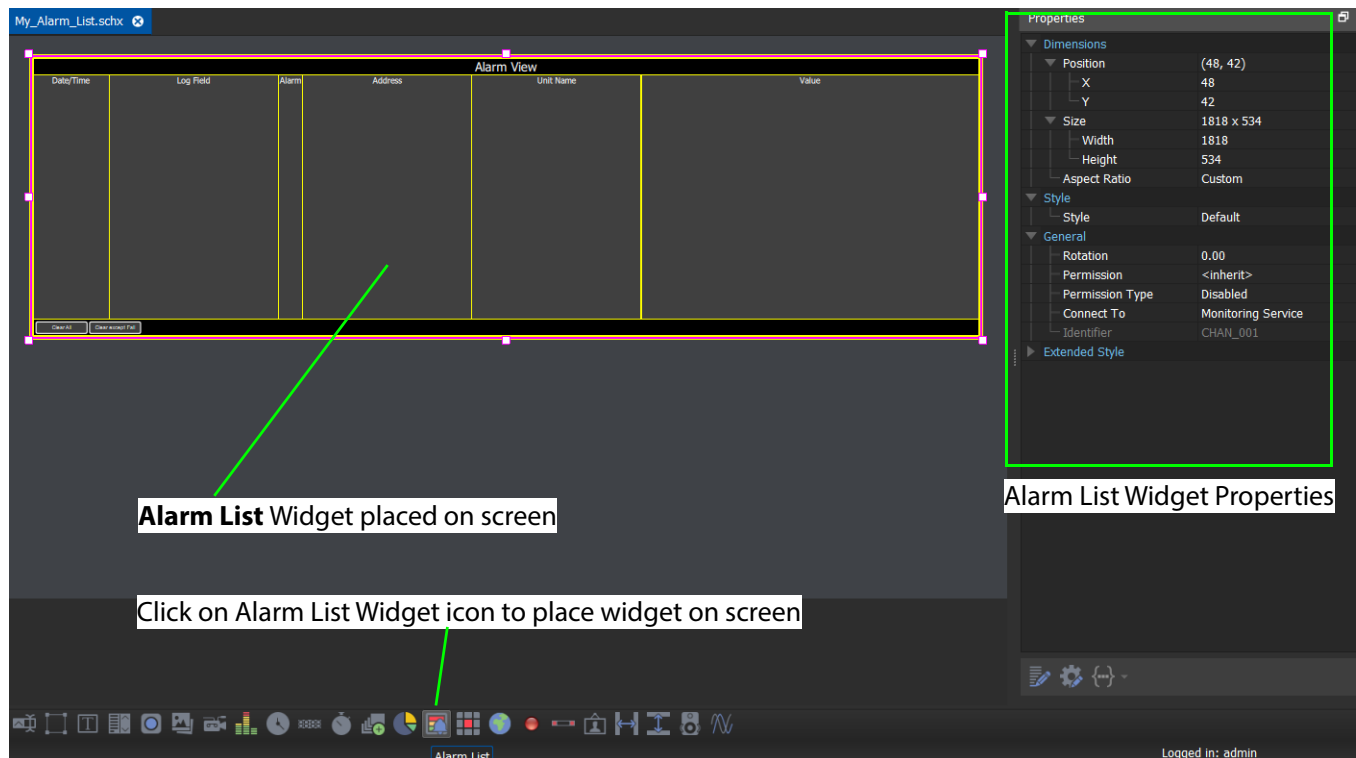 My_Alarm_List.schx
Properties
Dimensions
Position (48, 42)
X 48
Y 42
Size 1818 x 534
Width 1818
Height 534
Aspect Ratio Custom
Style
Style Default
General
Rotation 0.00
Permission <inherit>
Permission Type Disabled
Connect To Monitoring Service
Identifier CHAN_001
Extended Style
Alarm View
Date/Time Log Field Alarm Address Unit Name Value
Clear All Clear except Fail
Alarm List Widget Properties
Alarm List Widget placed on screen
Click on Alarm List Widget icon to place widget on screen
Alarm List
Logged in: admin